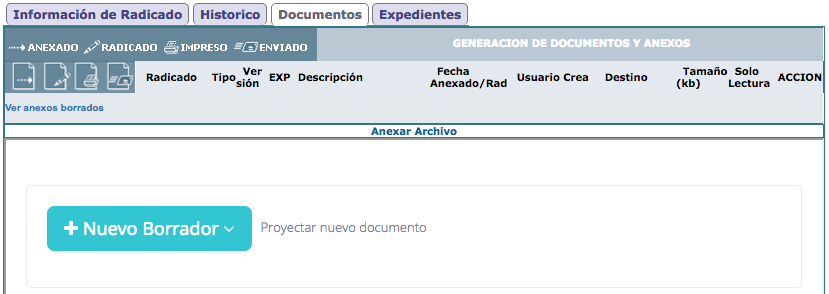 Información de Radicado Historico Documentos Expedientes
ANEXADO RADICADO IMPRESO ENVIADO GENERACION DE DOCUMENTOS Y ANEXOS
Radicado Tipo Ver sión EXP Descripción Fecha Anexado/Rad Usuario Crea Destino Tamaño (kb) Solo Lectura ACCION
Ver anexos borrados
Anexar Archivo
Nuevo Borrador Proyectar nuevo documento